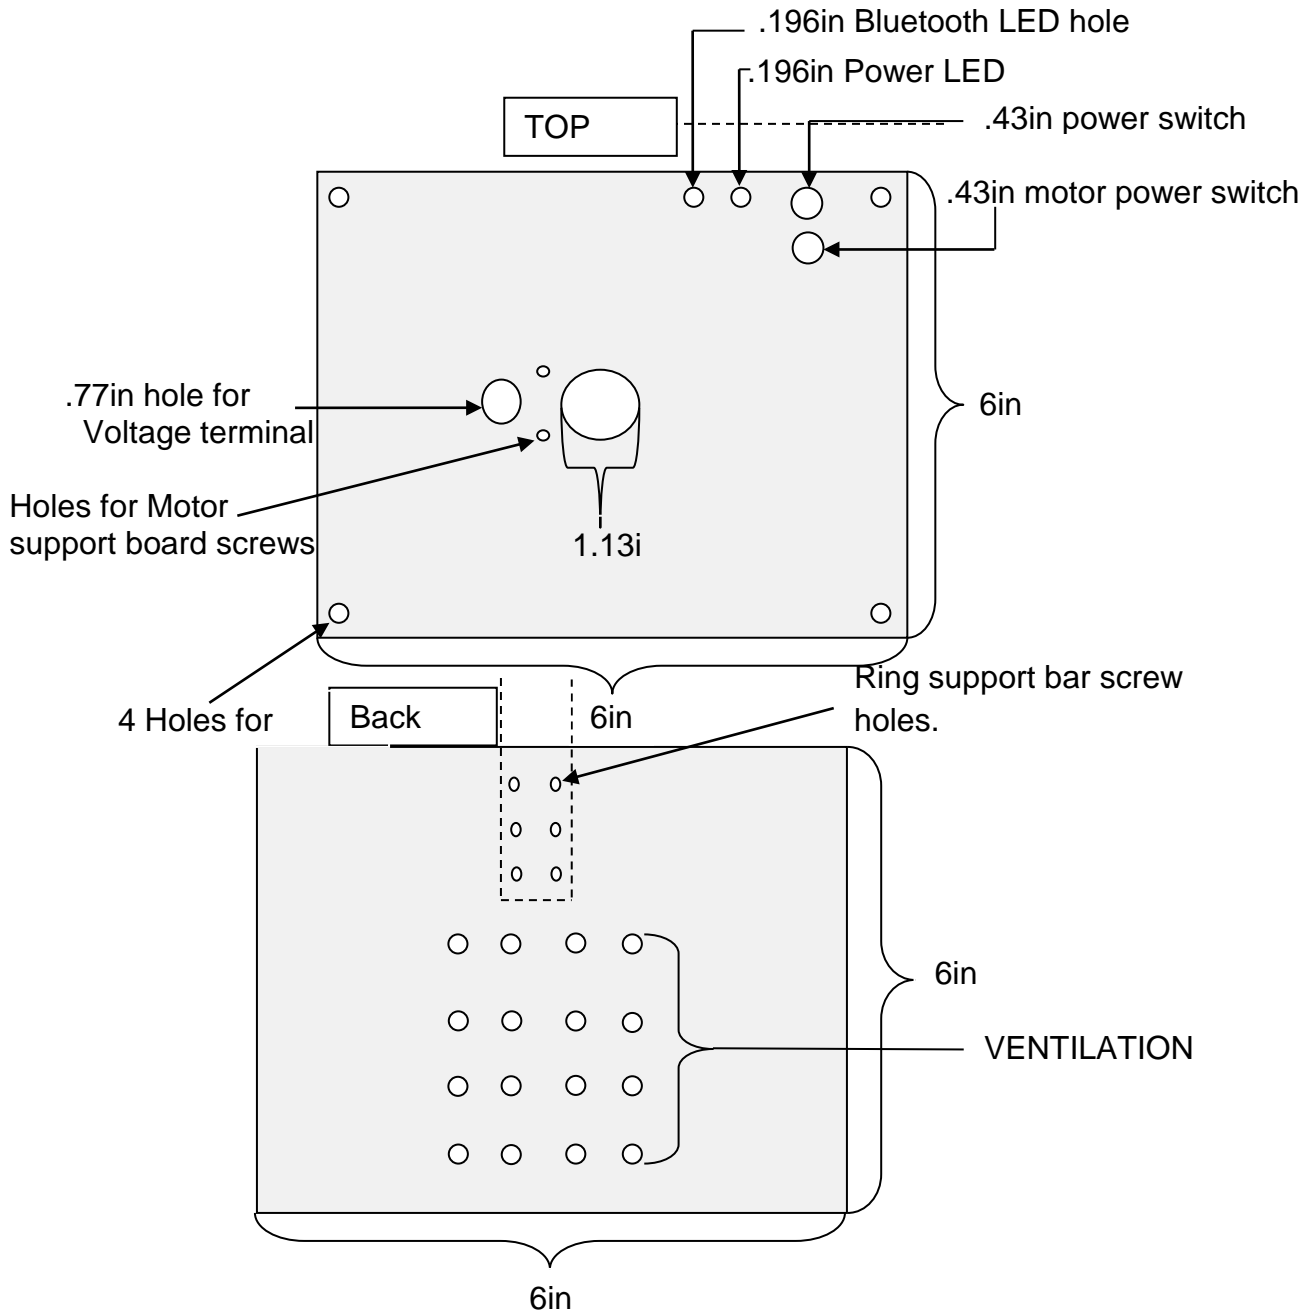 .196in Bluetooth LED hole
.196in Power LED
TOP
.43in power switch
.43in motor power switch
.77in hole for
Voltage terminal
6in
Holes for Motor
support board screws
1.13i
Ring support bar screw
holes.
4 Holes for
Back
6in
6in
VENTILATION
6in